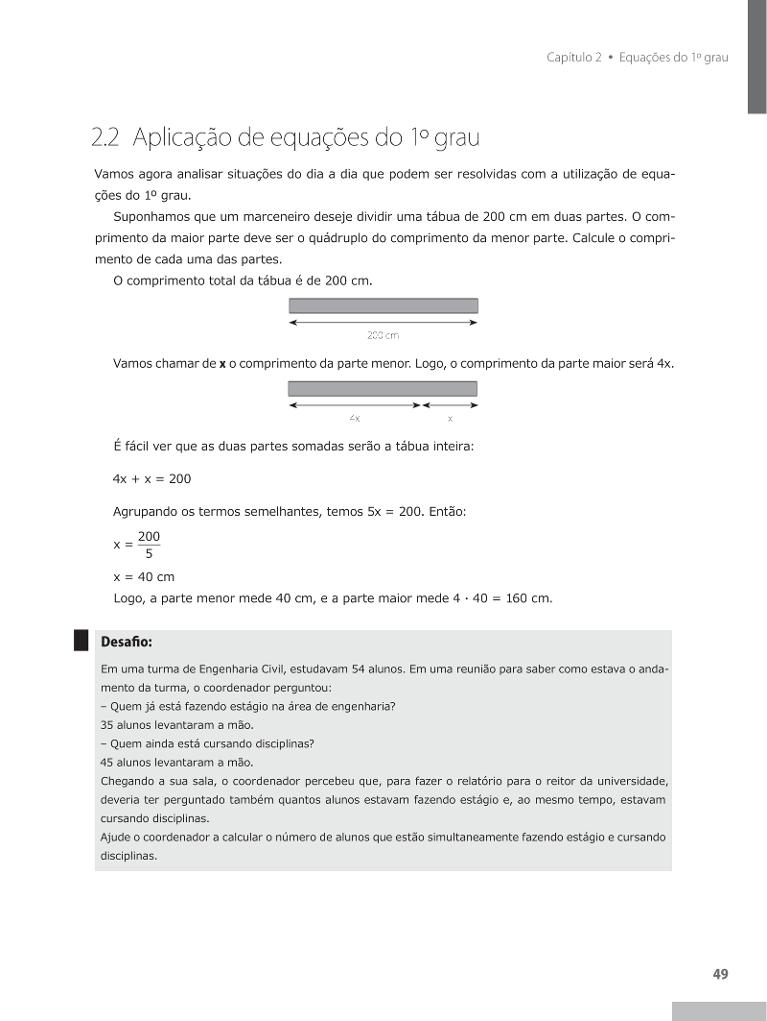 Capítulo 2 • Equações do 1º grau
2.2 Aplicação de equações do 1º grau
Vamos agora analisar situações do dia a dia que podem ser resolvidas com a utilização de equa-
ções do 1º grau.
Suponhamos que um marceneiro deseje dividir uma tábua de 200 cm em duas partes. O com-
primento da maior parte deve ser o quádruplo do comprimento da menor parte. Calcule o compri-
mento de cada uma das partes.
O comprimento total da tábua é de 200 cm.
200 cm
Vamos chamar de x o comprimento da parte menor. Logo, o comprimento da parte maior será 4x.
4x x
É fácil ver que as duas partes somadas serão a tábua inteira:
4x + x = 200
Agrupando os termos semelhantes, temos 5x = 200. Então:
x = 200
5
x = 40 cm
Logo, a parte menor mede 40 cm, e a parte maior mede 4 · 40 = 160 cm.
Desafio:
Em uma turma de Engenharia Civil, estudavam 54 alunos. Em uma reunião para saber como estava o anda-
mento da turma, o coordenador perguntou:
– Quem já está fazendo estágio na área de engenharia?
35 alunos levantaram a mão.
– Quem ainda está cursando disciplinas?
45 alunos levantaram a mão.
Chegando a sua sala, o coordenador percebeu que, para fazer o relatório para o reitor da universidade,
deveria ter perguntado também quantos alunos estavam fazendo estágio e, ao mesmo tempo, estavam
cursando disciplinas.
Ajude o coordenador a calcular o número de alunos que estão simultaneamente fazendo estágio e cursando
disciplinas.
49